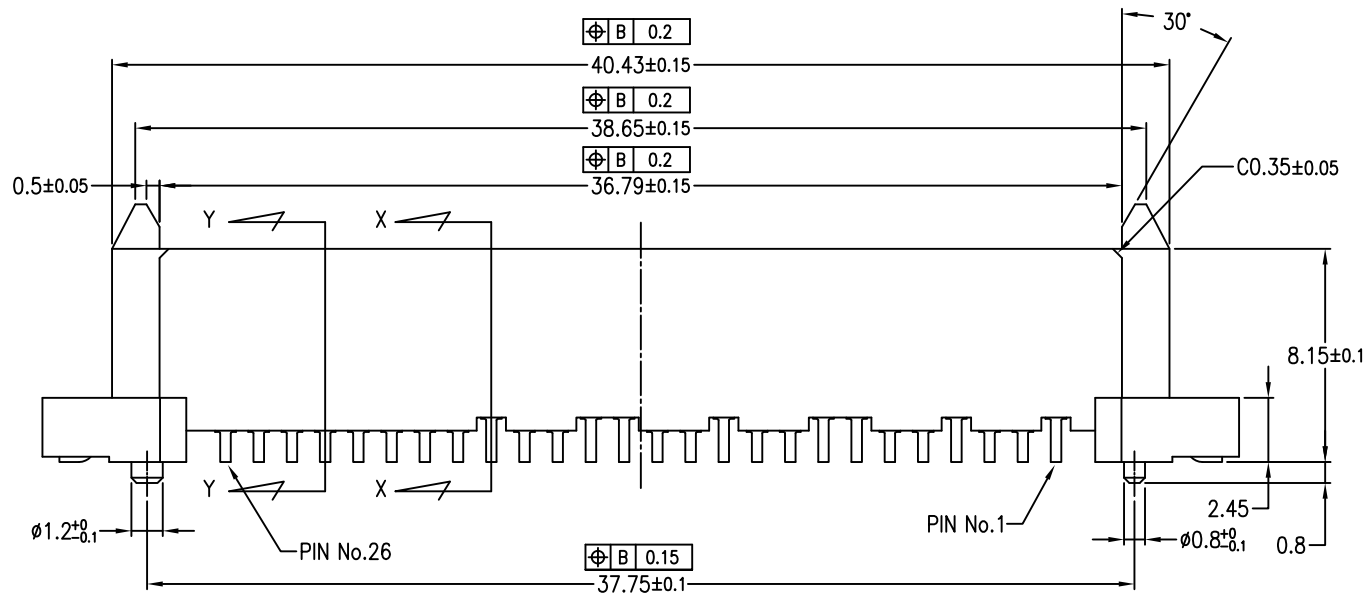 ⌖ B 0.2
30°
40.43±0.15
⌖ B 0.2
38.65±0.15
⌖ B 0.2
0.5±0.05
36.79±0.15
C0.35±0.05
Y
X
8.15±0.1
Y
X
2.45
PIN No.1
ø1.2+0 -0.1
ø0.8+0 -0.1
0.8
PIN No.26
⌖ B 0.15
37.75±0.1